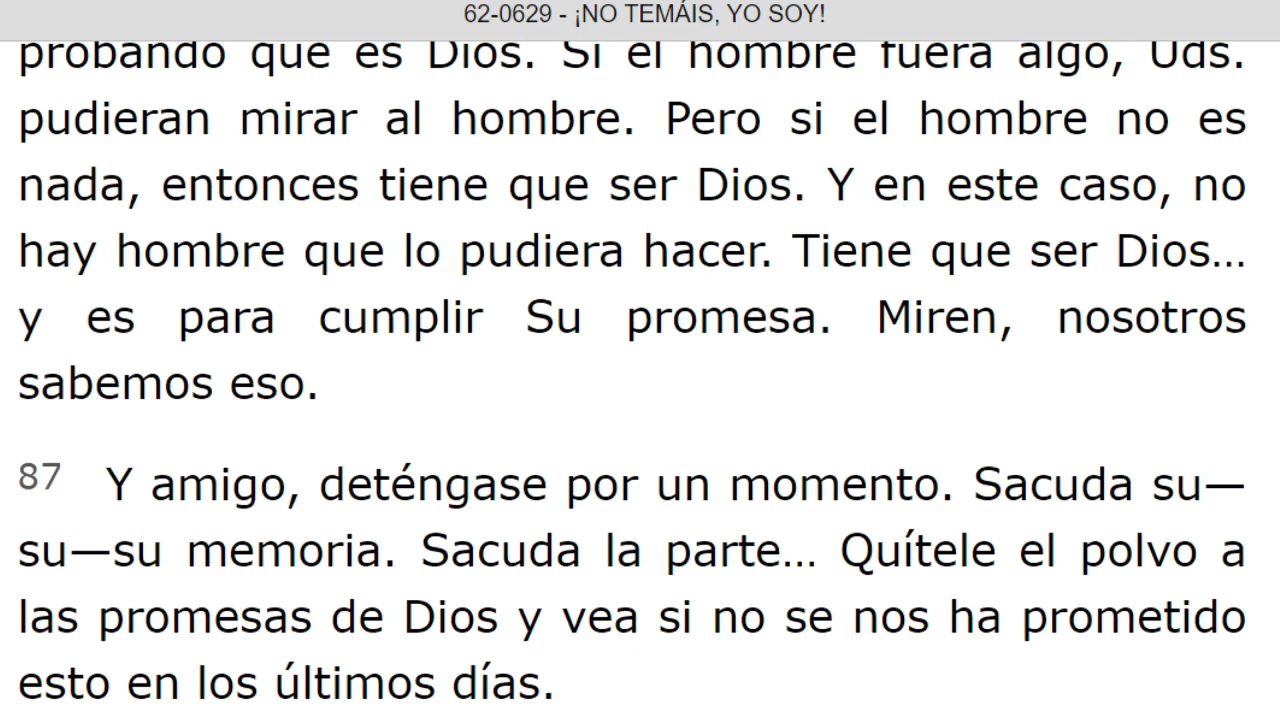 62-0629 - ¡NO TEMÁIS, YO SOY!
probando que es Dios. Si el hombre fuera algo, Uds.
pudieran mirar al hombre. Pero si el hombre no es
nada, entonces tiene que ser Dios. Y en este caso, no
hay hombre que lo pudiera hacer. Tiene que ser Dios…
y es para cumplir Su promesa. Miren, nosotros
sabemos eso.
87 Y amigo, deténgase por un momento. Sacuda su—
su—su memoria. Sacuda la parte… Quítele el polvo a
las promesas de Dios y vea si no se nos ha prometido
esto en los últimos días.